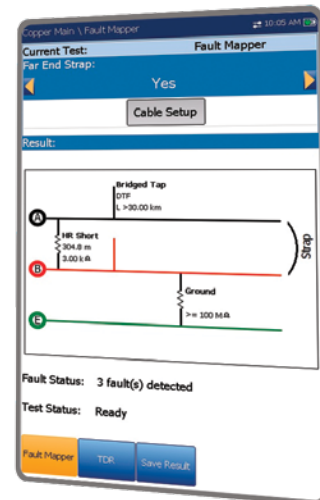 Copper Main \ Fault Mapper 10:05 AM
Current Test: Fault Mapper
Far End Strap:
Yes
Cable Setup
Result:
Bridged Tap
DTF
L >30.00 km
A
HR Short
304.8 m
3.00 kΩ
B
Strap
Ground
>= 100 MΩ
E
Fault Status: 3 fault(s) detected
Test Status: Ready
Fault Mapper TDR Save Result